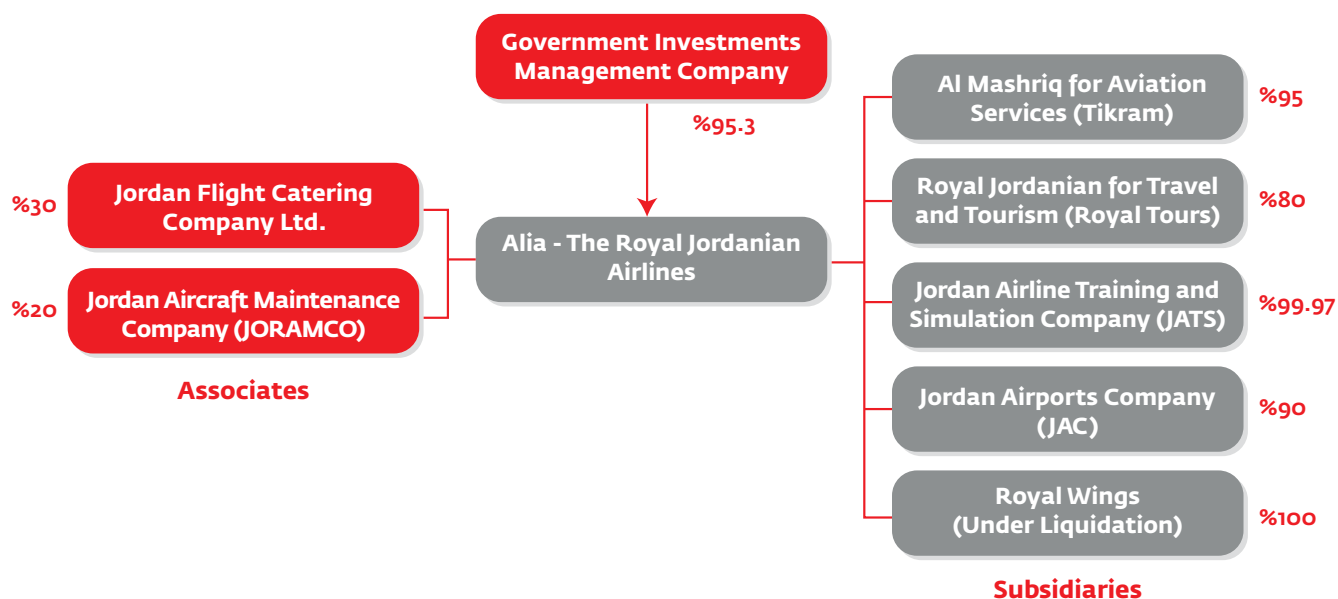 Government Investments
Management Company
%95.3
Alia - The Royal Jordanian
Airlines
%30
Jordan Flight Catering
Company Ltd.
%20
Jordan Aircraft Maintenance
Company (JORAMCO)
Associates
Al Mashriq for Aviation
Services (Tikram)
%95
Royal Jordanian for Travel
and Tourism (Royal Tours)
%80
Jordan Airline Training and
Simulation Company (JATS)
%99.97
Jordan Airports Company
(JAC)
%90
Royal Wings
(Under Liquidation)
%100
Subsidiaries